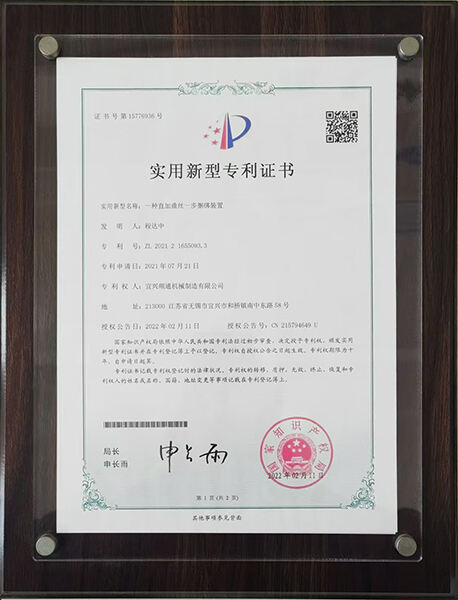 证书号第15776936号
实用新型专利证书
实用新型名称：一种直加曲丝一步捆绑装置
发 明 人：程达中
专 利 号：ZL 2021 2 1655093.3
专利申请日：2021年07月21日
专 利 权 人：宜兴顺通机械制造有限公司
地 址：213000 江苏省无锡市宜兴市和桥镇南中东路58号
授权公告日：2022年02月11日 授权公告号：CN 215794649 U
国家知识产权局依照中华人民共和国专利法经过初步审查，决定授予专利权，颁发实用
新型专利证书并在专利登记簿上予以登记。专利权自授权公告之日起生效。专利权期限为十
年，自申请日起算。
专利证书记载专利权登记时的法律状况。专利权的转移、质押、无效、终止、恢复和专
利权人的姓名或名称、国籍、地址变更等事项记载在专利登记簿上。
局长
申长雨
申长雨
国家知识产权局
2022年02月11日
第 1 页 (共 2 页)
其他事项参见背面